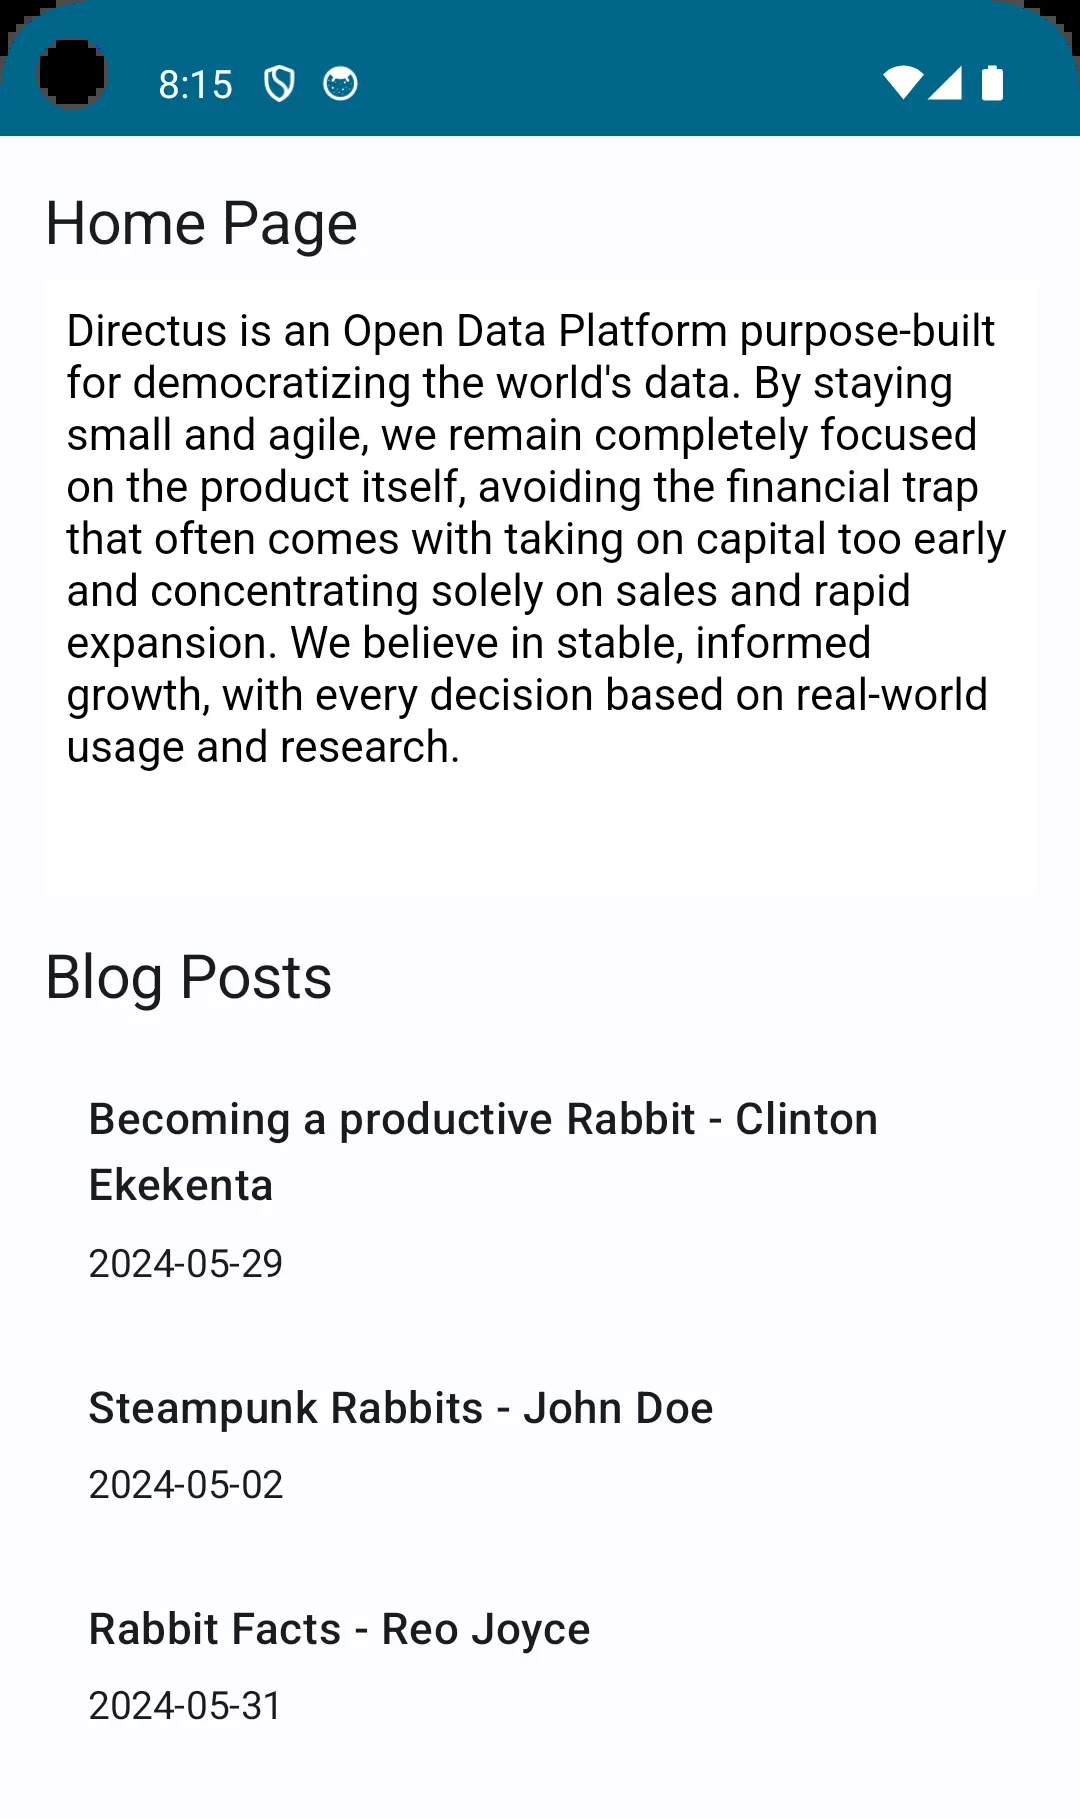 8:15
Home Page
Directus is an Open Data Platform purpose-built
for democratizing the world's data. By staying
small and agile, we remain completely focused
on the product itself, avoiding the financial trap
that often comes with taking on capital too early
and concentrating solely on sales and rapid
expansion. We believe in stable, informed
growth, with every decision based on real-world
usage and research.
Blog Posts
Becoming a productive Rabbit - Clinton
Ekekenta
2024-05-29
Steampunk Rabbits - John Doe
2024-05-02
Rabbit Facts - Reo Joyce
2024-05-31